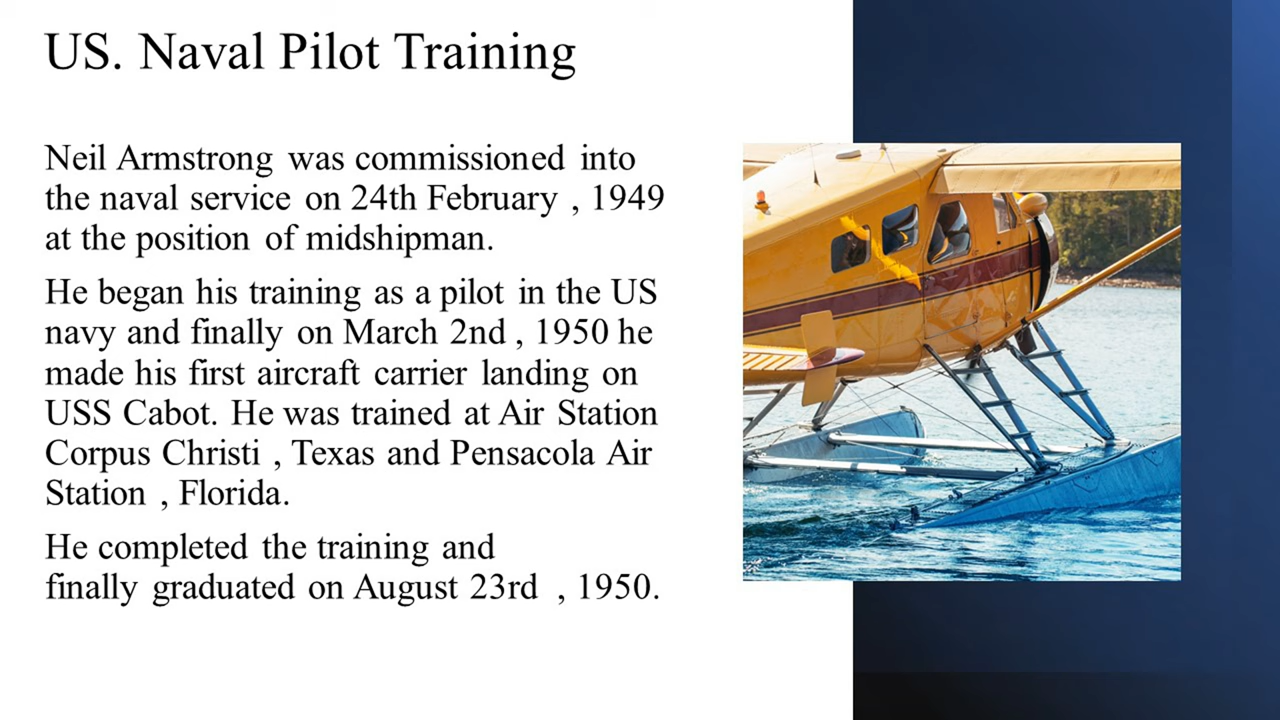 US. Naval Pilot Training
Neil Armstrong was commissioned into
the naval service on 24th February , 1949
at the position of midshipman.
He began his training as a pilot in the US
navy and finally on March 2nd , 1950 he
made his first aircraft carrier landing on
USS Cabot. He was trained at Air Station
Corpus Christi , Texas and Pensacola Air
Station , Florida.
He completed the training and
finally graduated on August 23rd , 1950.